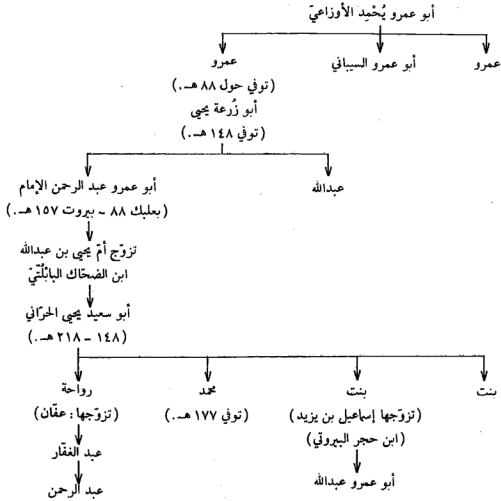 أبو عمرو يُحْمِد الأوزاعيّ
عمرو
أبو عمرو السيباني
عمرو
(توفي حول ٨٨ هـ.)
أبو زُرعة يحيى
(توفي ١٤٨ هـ.)
عبدالله
أبو عمرو عبد الرحمن الإمام
(بعلبك ٨٨ – بيروت ١٥٧ هـ.)
تزوّج أمّ يحيى بن عبدالله
ابن الضحّاك البابْلُتّيّ
أبو سعيد يحيى الحرّاني
(١٤٨ – ٢١٨ هـ.)
بنت
بنت
محمد
رواحة
(تزوّجها إسماعيل بن يزيد)
(توفي ١٧٧ هـ.)
(تزوّجها: عفّان)
(ابن حجر البيروتي)
عبد الغفّار
أبو عمرو عبدالله
عبد الرحمن